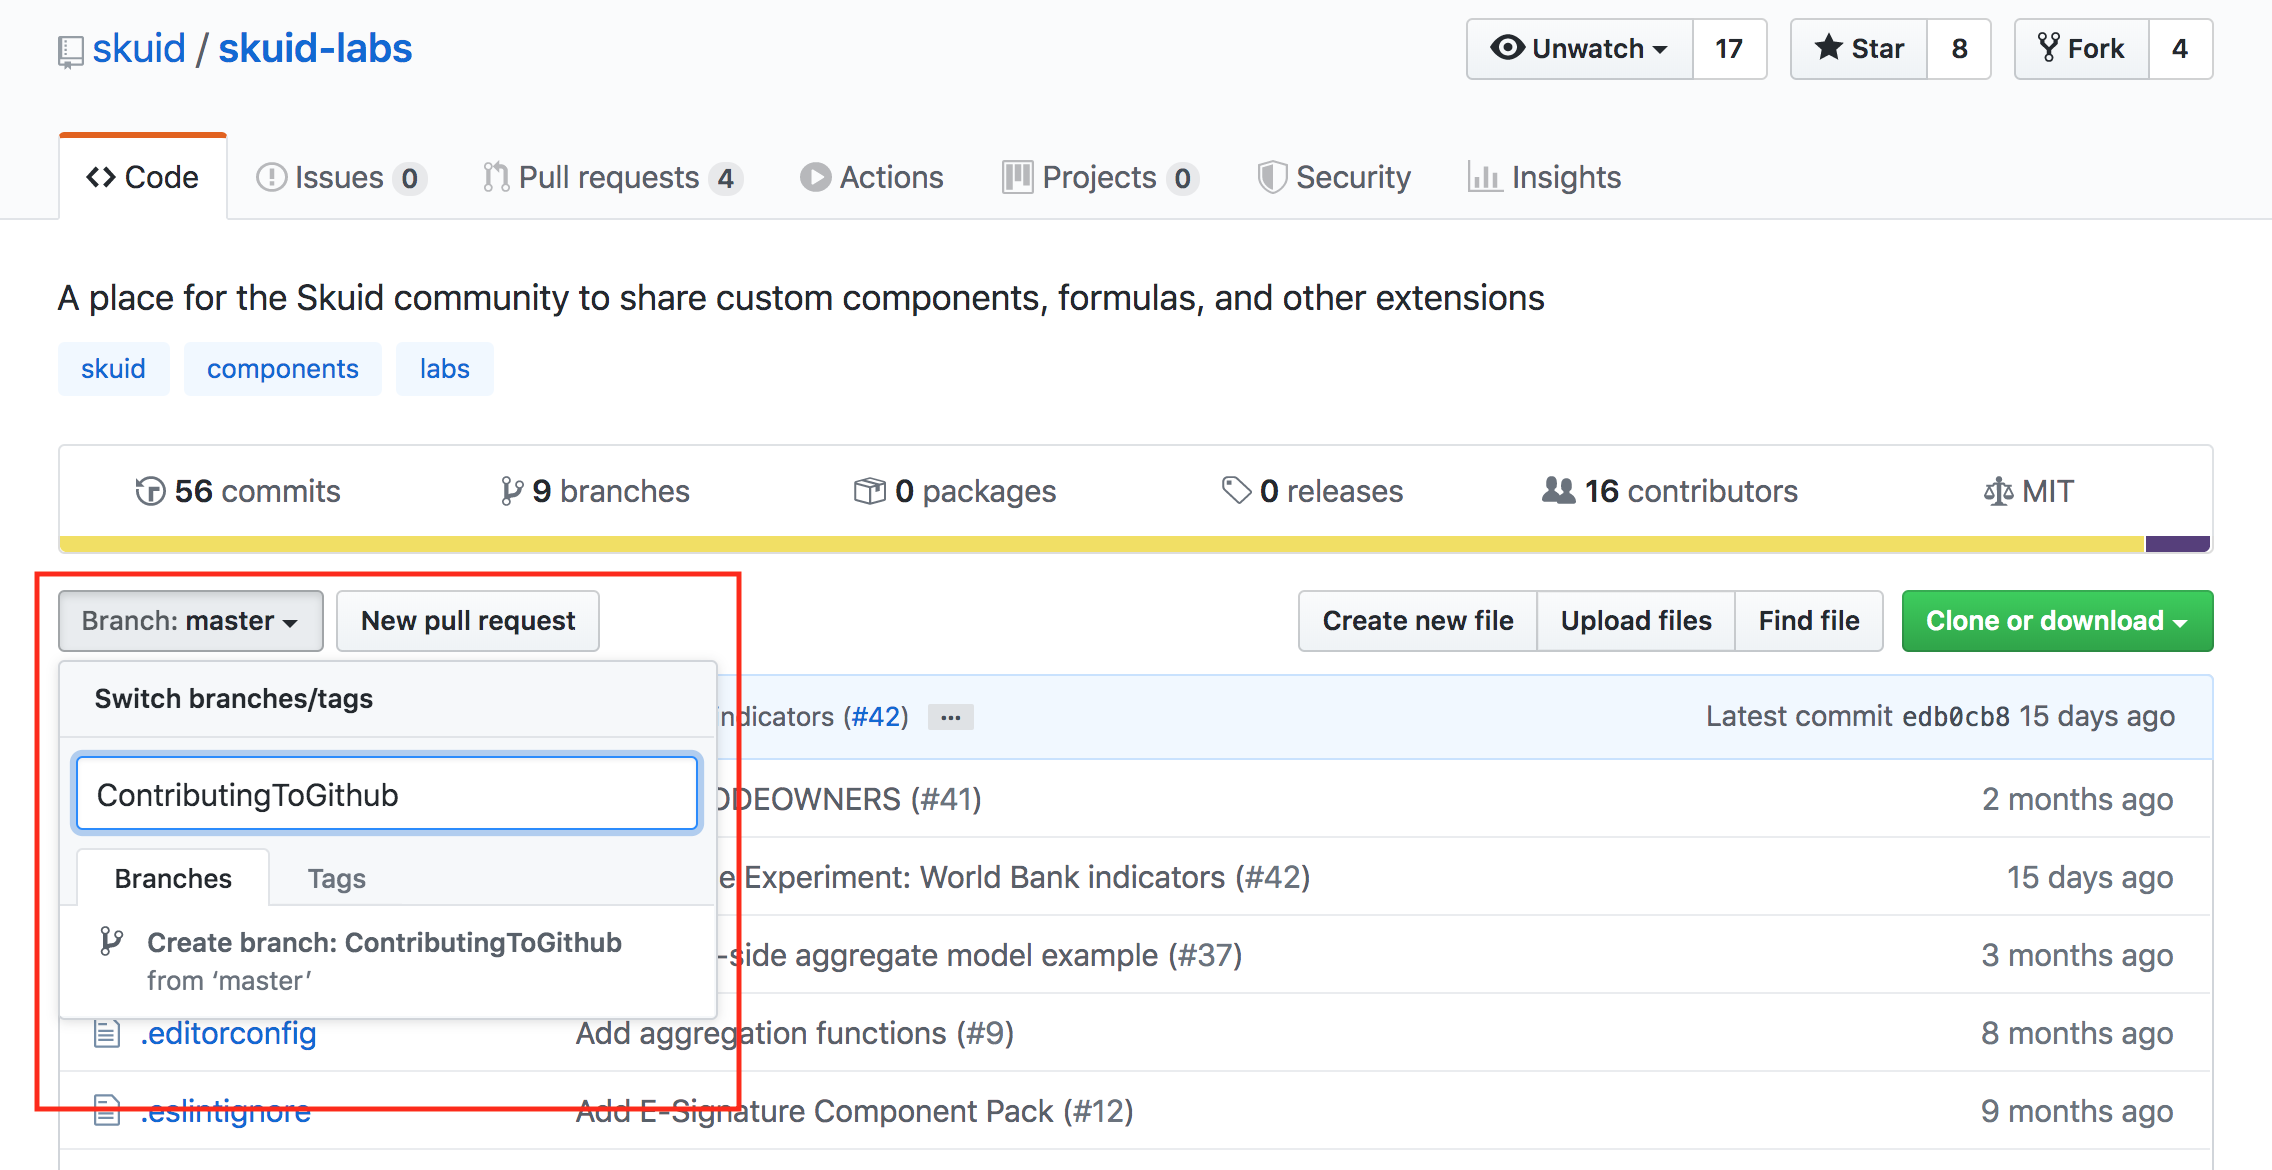 skuid / skuid-labs
Unwatch 17 Star 8 Fork 4
Code Issues 0 Pull requests 4 Actions Projects 0 Security Insights
A place for the Skuid community to share custom components, formulas, and other extensions
skuid components labs
56 commits 9 branches 0 packages 0 releases 16 contributors MIT
Branch: master New pull request Create new file Upload files Find file Clone or download
Switch branches/tags
ndicators (#42) ... Latest commit edb0cb8 15 days ago
ContributingToGithub
ODEOWNERS (#41) 2 months ago
Branches Tags
e Experiment: World Bank indicators (#42) 15 days ago
Create branch: ContributingToGithub
from ‘master’
-side aggregate model example (#37) 3 months ago
.editorconfig Add aggregation functions (#9) 8 months ago
.eslintignore Add E-Signature Component Pack (#12) 9 months ago